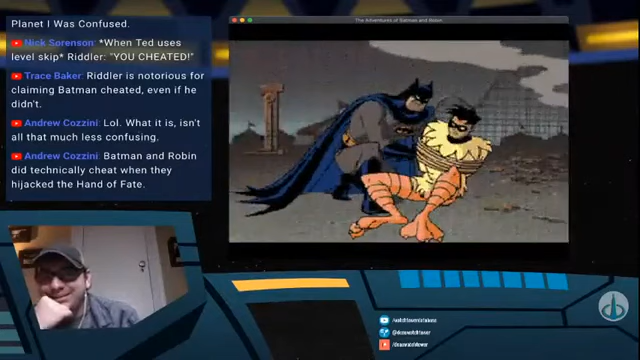 Planet I Was Confused.
Nick Sorenson: *When Ted uses
level skip* Riddler: "YOU CHEATED!"
Trace Baker: Riddler is notorious for
claiming Batman cheated, even if he
didn't.
Andrew Cozzini: Lol. What it is, isn't
all that much less confusing.
Andrew Cozzini: Batman and Robin
did technically cheat when they
hijacked the Hand of Fate.
The Adventures of Batman and Robin